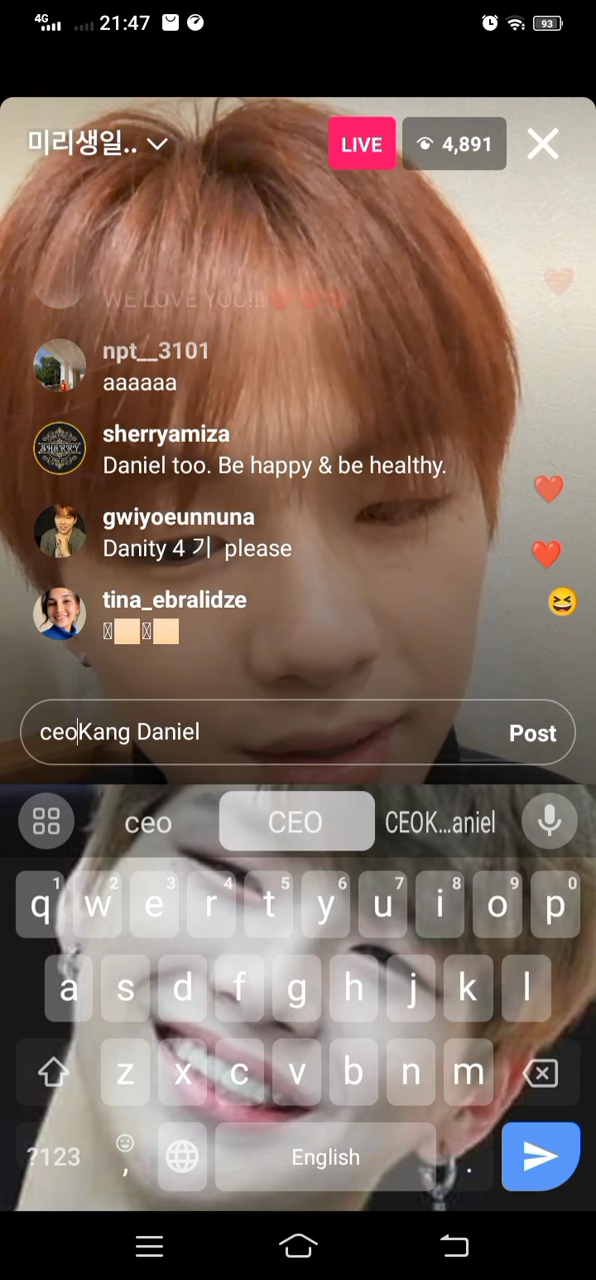 4G 21:47 93
미리생일.. LIVE 4,891
WE LOVE YOU!!!❤️❤️❤️
npt__3101
aaaaaa
SHERRY
sherryamiza
Daniel too. Be happy & be healthy.
gwiyoeunnuna
Danity 4 기 please
tina_ebralidze
ceoKang Daniel Post
ceo CEO CEOK...aniel
1 2 3 4 5 6 7 8 9 0
q w e r t y u i o p
a s d f g h j k l
z x c v b n m
?123 , English .